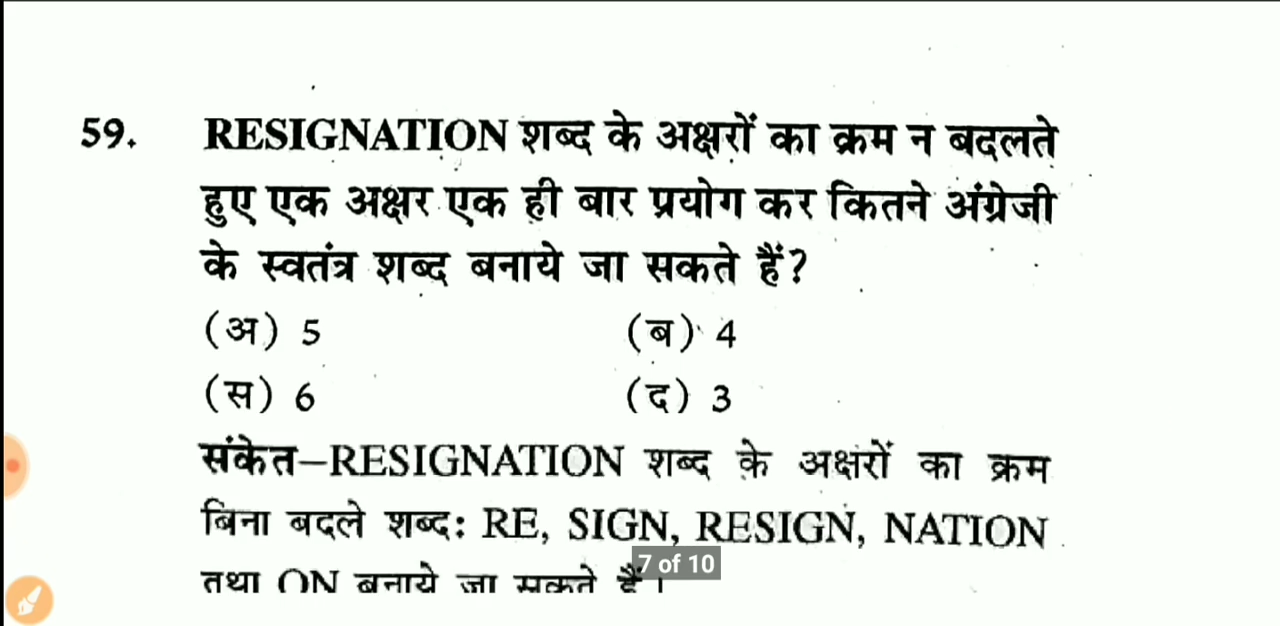 59. RESIGNATION शब्द के अक्षरों का क्रम न बदलते
हुए एक अक्षर एक ही बार प्रयोग कर कितने अंग्रेजी
के स्वतंत्र शब्द बनाये जा सकते हैं?
(अ) 5 (ब) 4
(स) 6 (द) 3
संकेत–RESIGNATION शब्द के अक्षरों का क्रम
बिना बदले शब्द: RE, SIGN, RESIGN, NATION
7 of 10
तथा ON बनाये जा सकते हैं।